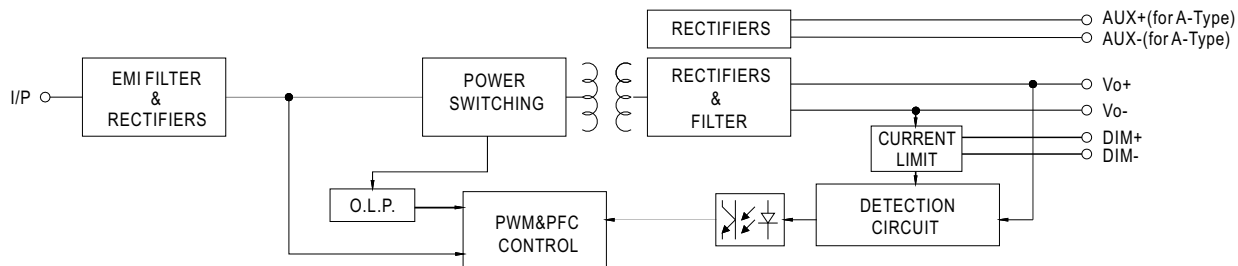 RECTIFIERS
AUX+(for A-Type)
AUX-(for A-Type)
I/P
EMI FILTER
&
RECTIFIERS
POWER
SWITCHING
RECTIFIERS
&
FILTER
Vo+
Vo-
CURRENT
LIMIT
DIM+
DIM-
O.L.P.
PWM&PFC
CONTROL
DETECTION
CIRCUIT